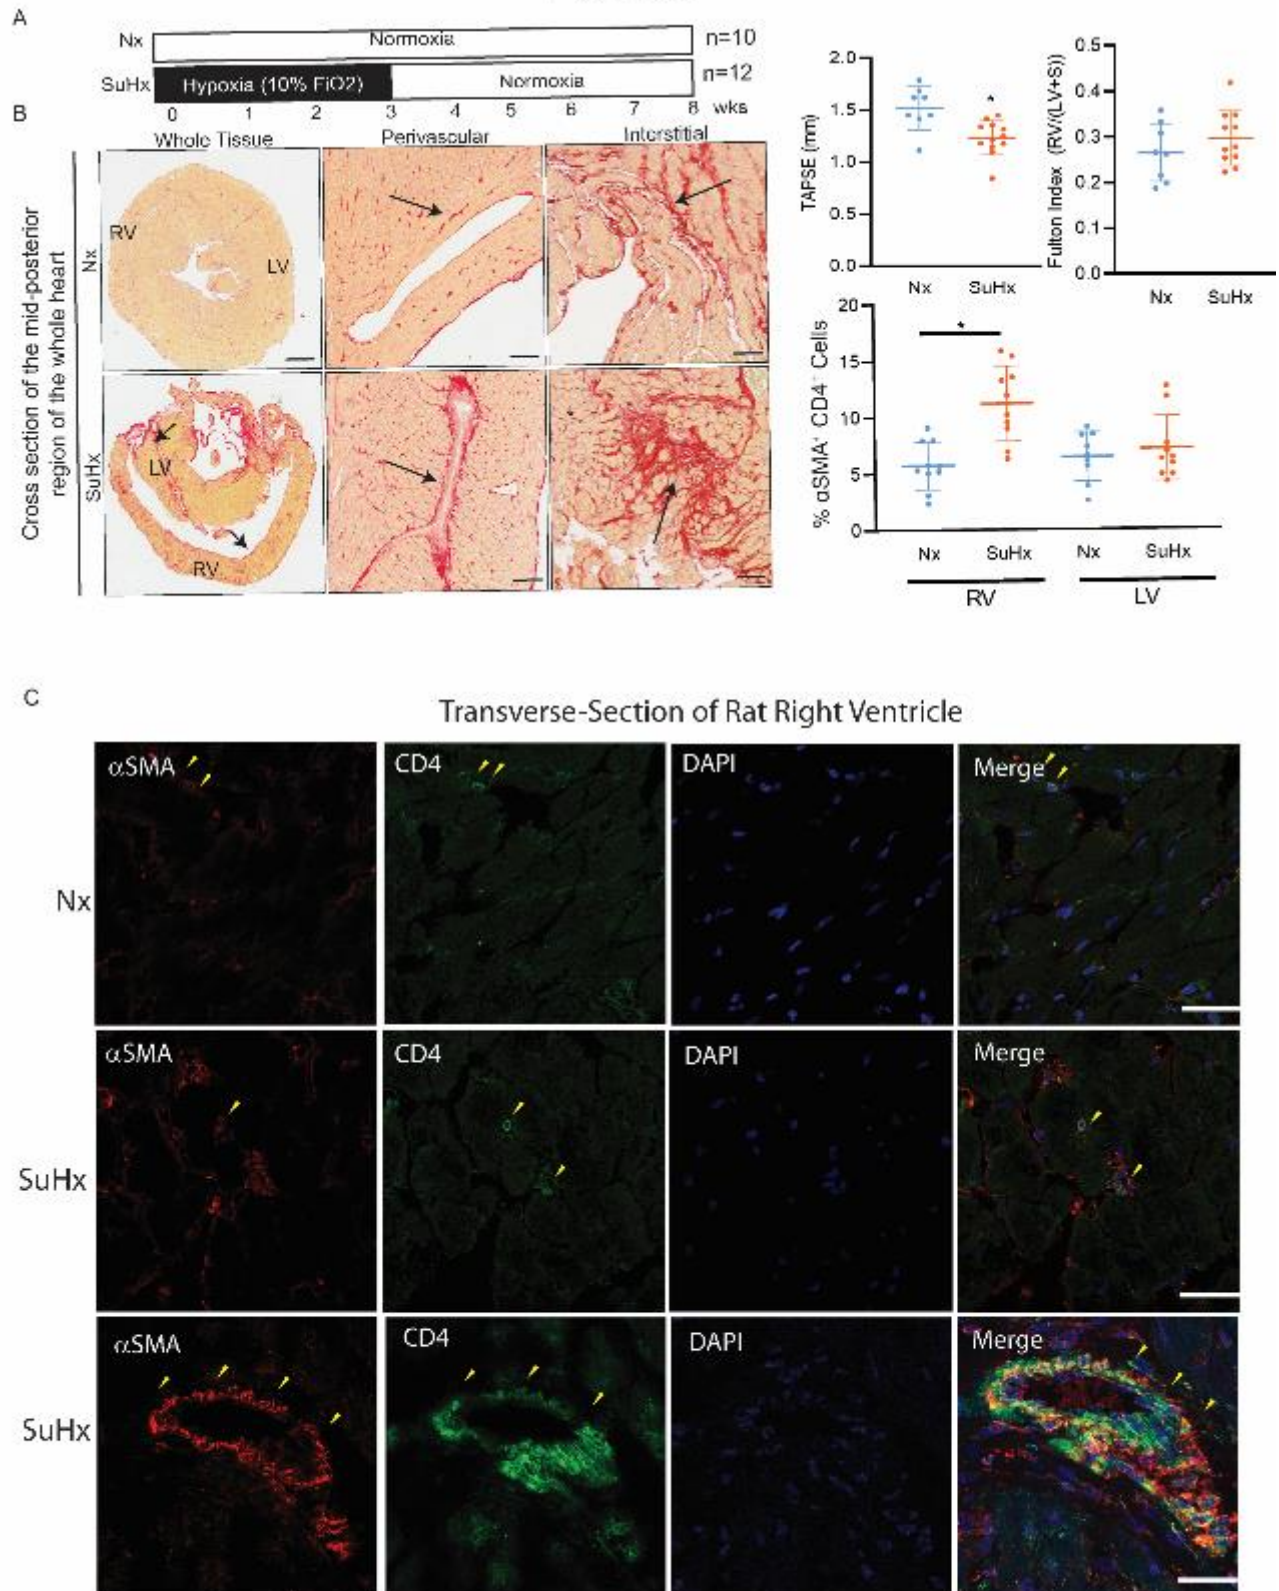 A
Nx Normoxia n=10
SuHx Hypoxia (10% FiO2) Normoxia n=12
0 1 2 3 4 5 6 7 8 wks
B
Whole Tissue Perivascular Interstitial
Cross section of the mid-posterior
region of the whole heart
Nx
RV
LV
SuHx
LV
RV
TAPSE (mm)
2.0
1.5
1.0
0.5
0.0
*
Nx SuHx
Fulton Index (RV/(LV+S))
0.5
0.4
0.3
0.2
0.1
0.0
Nx SuHx
% αSMA⁺ CD4⁺ Cells
20
15
10
5
0
*
Nx SuHx Nx SuHx
RV LV
C
Transverse-Section of Rat Right Ventricle
Nx
αSMA CD4 DAPI Merge
SuHx
αSMA CD4 DAPI Merge
SuHx
αSMA CD4 DAPI Merge